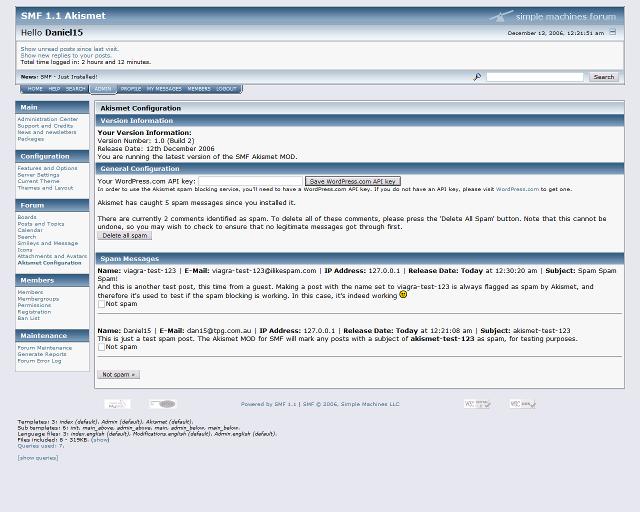 SMF 1.1 Akismet
simple machines forum
Hello Daniel15
December 13, 2006, 12:31:51 am
Show unread posts since last visit.
Show new replies to your posts.
Total time logged in: 2 hours and 12 minutes.
News: SMF - Just Installed!
Search
HOME HELP SEARCH ADMIN PROFILE MY MESSAGES MEMBERS LOGOUT
Main
Administration Center
Support and Credits
News and newsletters
Packages
Configuration
Features and Options
Server Settings
Current Theme
Themes and Layout
Forum
Boards
Posts and Topics
Calendar
Search
Smileys and Message
Icons
Attachments and Avatars
Akismet Configuration
Members
Members
Membergroups
Permissions
Registration
Ban List
Maintenance
Forum Maintenance
Generate Reports
Forum Error Log
Akismet Configuration
Version Information
Your Version Information:
Version Number: 1.0 (Build 2)
Release Date: 12th December 2006
You are running the latest version of the SMF Akismet MOD.
General Configuration
Your WordPress.com API key:
Save WordPress.com API key
In order to use the Akismet spam blocking service, you'll need to have a WordPress.com API key. If you do not have an API key, please visit WordPress.com to get one.
Akismet has caught 5 spam messages since you installed it.
There are currently 2 comments identified as spam. To delete all of these comments, please press the 'Delete All Spam' button. Note that this cannot be
undone, so you may wish to check to ensure that no legitimate messages got through first.
Delete all spam
Spam Messages
Name: viagra-test-123 | E-Mail: viagra-test-123@ilikespam.com | IP Address: 127.0.0.1 | Release Date: Today at 12:30:20 am | Subject: Spam Spam
Spam!
And this is another test post, this time from a guest. Making a post with the name set to viagra-test-123 is always flagged as spam by Akismet, and
therefore it's used to test if the spam blocking is working. In this case, it's indeed working
Not spam
Name: Daniel15 | E-Mail: dan15@tpg.com.au | IP Address: 127.0.0.1 | Release Date: Today at 12:21:08 am | Subject: akismet-test-123
This is just a test spam post. The Akismet MOD for SMF will mark any posts with a subject of akismet-test-123 as spam, for testing purposes.
Not spam
Not spam »
Powered by SMF 1.1 | SMF © 2006, Simple Machines LLC
Templates: 3: index (default), Admin (default), Akismet (default).
Sub templates: 6: init, main_above, admin_above, main, admin_below, main_below.
Language files: 3: index.english (default), Modifications.english (default), Admin.english (default).
Files included: 8 - 319KB. (show)
Queries used: 7.
[show queries]